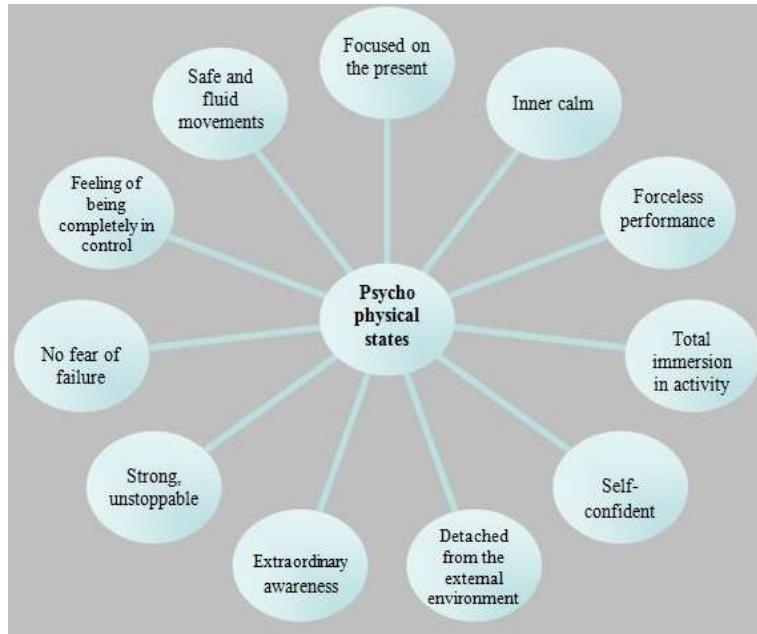 Focused on
the present
Inner calm
Forceless
performance
Total
immersion
in activity
Self-
confident
Detached
from the
external
environment
Extraordinary
awareness
Strong,
unstoppable
No fear of
failure
Feeling of
being
completely in
control
Safe and
fluid
movements
Psycho
physical
states